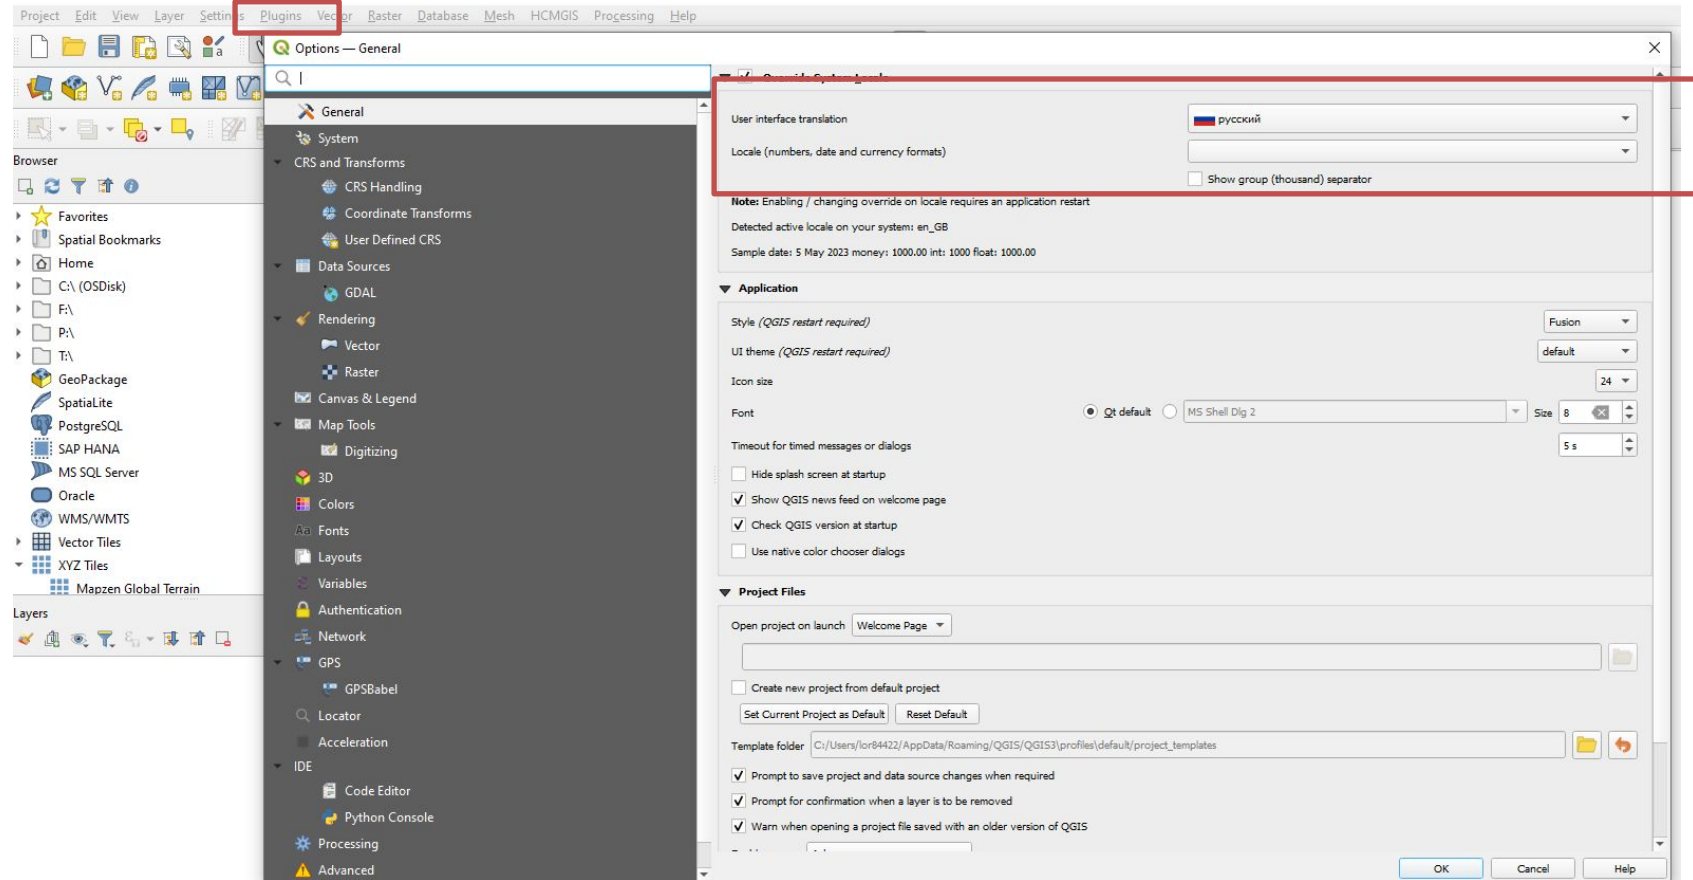 Project Edit View Layer Settings Plugins Vector Raster Database Mesh HCMGIS Processing Help
Options — General
Browser
Favorites
Spatial Bookmarks
Home
C:\ (OSDisk)
F:\
P:\
T:\
GeoPackage
SpatiaLite
PostgreSQL
SAP HANA
MS SQL Server
Oracle
WMS/WMTS
Vector Tiles
XYZ Tiles
Mapzen Global Terrain
Layers
General
System
CRS and Transforms
CRS Handling
Coordinate Transforms
User Defined CRS
Data Sources
GDAL
Rendering
Vector
Raster
Canvas & Legend
Map Tools
Digitizing
3D
Colors
Fonts
Layouts
Variables
Authentication
Network
GPS
GPSBabel
Locator
Acceleration
IDE
Code Editor
Python Console
Processing
Advanced
Override System Locale
User interface translation русский
Locale (numbers, date and currency formats)
Show group (thousand) separator
Note: Enabling / changing override on locale requires an application restart
Detected active locale on your system: en_GB
Sample date: 5 May 2023 money: 1000.00 int: 1000 float: 1000.00
Application
Style (QGIS restart required) Fusion
UI theme (QGIS restart required) default
Icon size 24
Font Qt default MS Shell Dlg 2 Size 8
Timeout for timed messages or dialogs 5 s
Hide splash screen at startup
Show QGIS news feed on welcome page
Check QGIS version at startup
Use native color chooser dialogs
Project Files
Open project on launch Welcome Page
Create new project from default project
Set Current Project as Default Reset Default
Template folder C:/Users/lor84422/AppData/Roaming/QGIS/QGIS3\profiles\default/project_templates
Prompt to save project and data source changes when required
Prompt for confirmation when a layer is to be removed
Warn when opening a project file saved with an older version of QGIS
OK Cancel Help